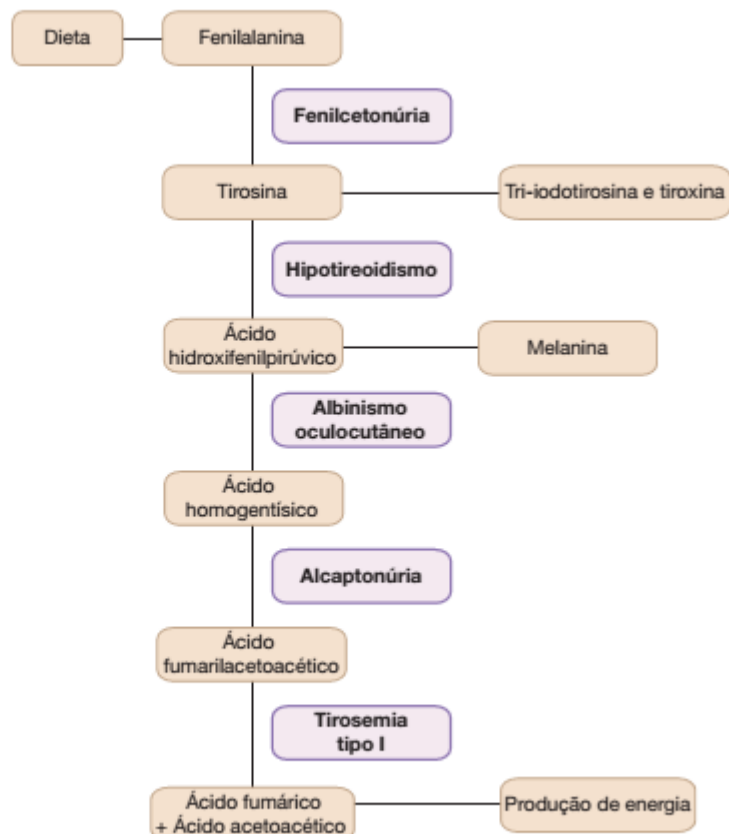 Dieta
Fenilalanina
Fenilcetonúria
Tirosina
Tri-iodotirosina e tiroxina
Hipotireoidismo
Ácido
hidroxifenilpirúvico
Melanina
Albinismo
oculocutâneo
Ácido
homogentísico
Alcaptonúria
Ácido
fumarilacetoacético
Tirosemia
tipo I
Ácido fumárico
+ Ácido acetoacético
Produção de energia